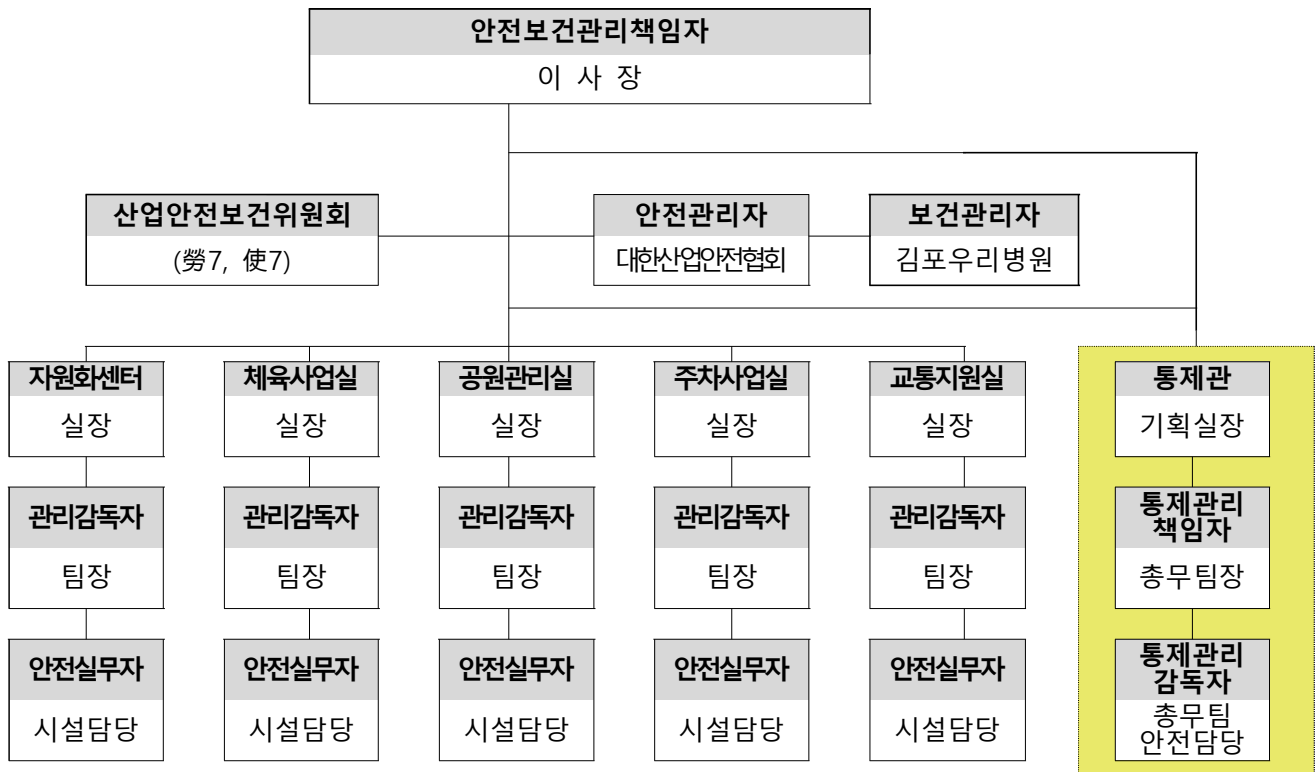 안전보건관리책임자
이 사 장
산업안전보건위원회
(勞7, 使7)
안전관리자
대한산업안전협회
보건관리자
김포우리병원
자원화센터
실장
체육사업실
실장
공원관리실
실장
주차사업실
실장
교통지원실
실장
통제관
기획실장
관리감독자
팀장
관리감독자
팀장
관리감독자
팀장
관리감독자
팀장
관리감독자
팀장
통제관리
책임자
총무팀장
안전실무자
시설담당
안전실무자
시설담당
안전실무자
시설담당
안전실무자
시설담당
안전실무자
시설담당
통제관리
감독자
총무팀
안전담당